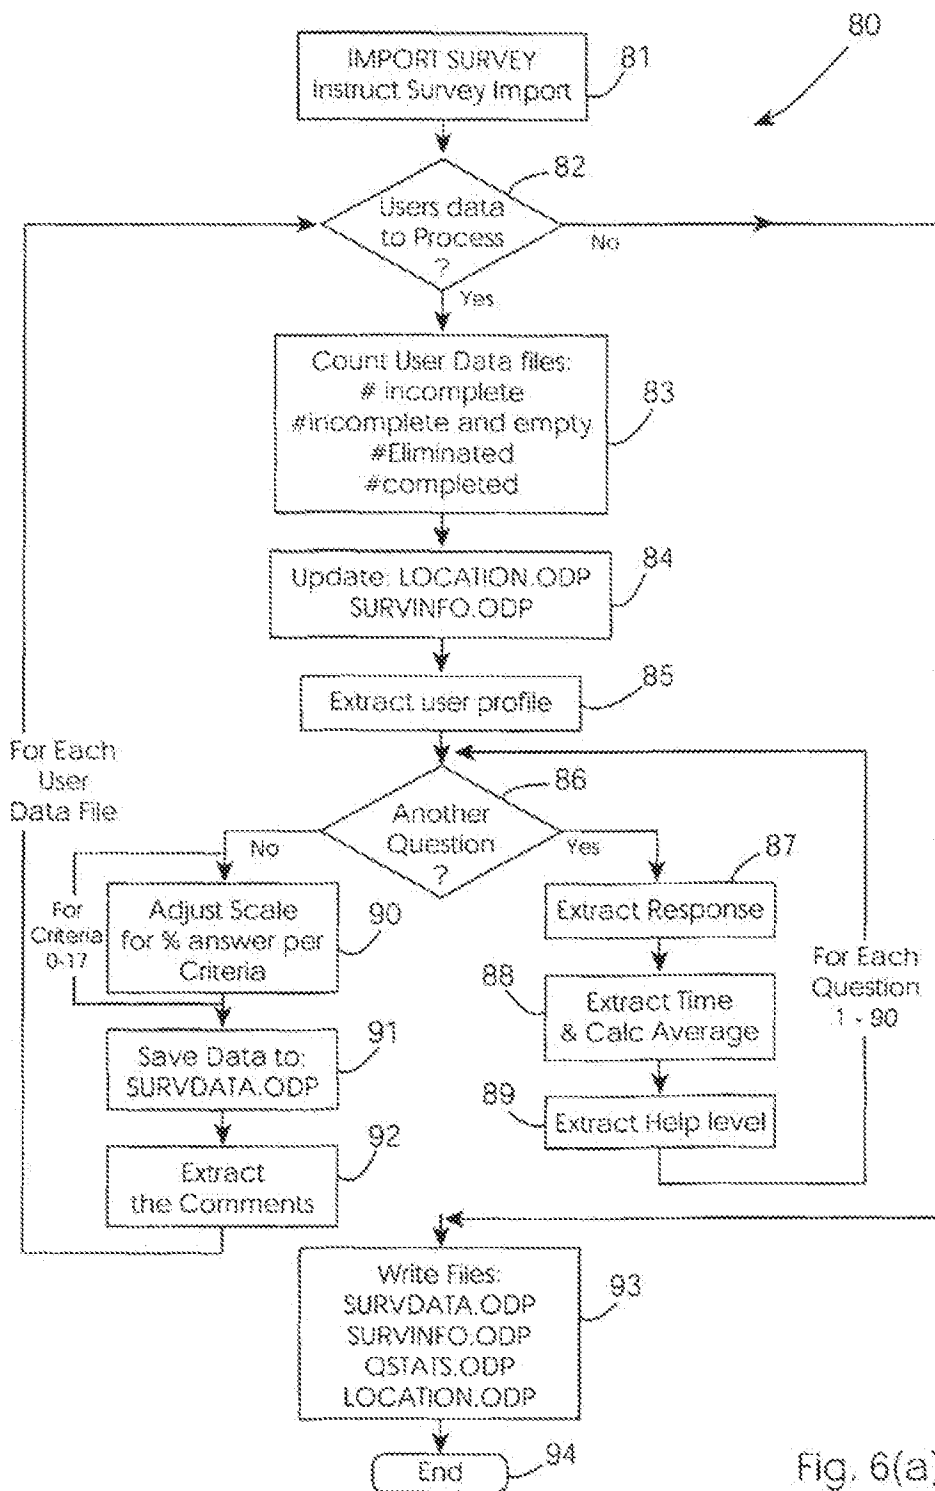 80
IMPORT SURVEY
Instruct Survey Import
81
82
Users data
to Process
?
No
Yes
Count User Data files:
# incomplete
#incomplete and empty
#Eliminated
#completed
83
Update: LOCATION.ODP
SURVINFO.ODP
84
Extract user profile
85
For Each
User
Data File
86
Another
Question
?
No
Yes
87
Extract Response
88
Extract Time
& Calc Average
89
Extract Help level
For Each
Question
1 - 90
For
Criteria
0-17
Adjust Scale
for % answer per
Criteria
90
Save Data to:
SURVDATA.ODP
91
Extract
the Comments
92
Write Files:
SURVDATA.ODP
SURVINFO.ODP
QSTATS.ODP
LOCATION.ODP
93
End
94
Fig. 6(a)